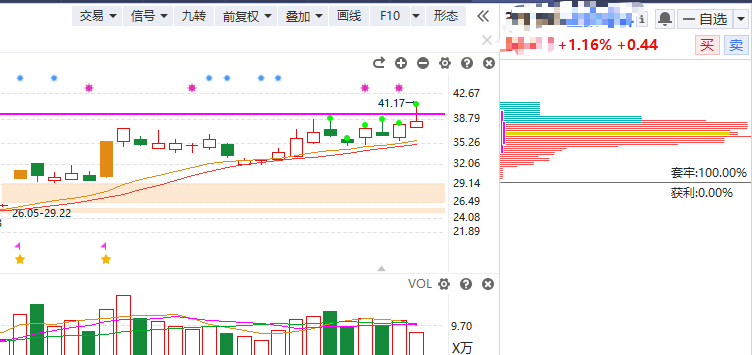 交易 信号 九转 前复权 叠加 画线 F10 形态
一 自选
+1.16% +0.44 买 卖
42.67
41.17
38.79
35.26
32.06
29.14
26.49
26.05-29.22
24.08
21.89
套牢:100.00%
获利:0.00%
VOL
9.70
X万